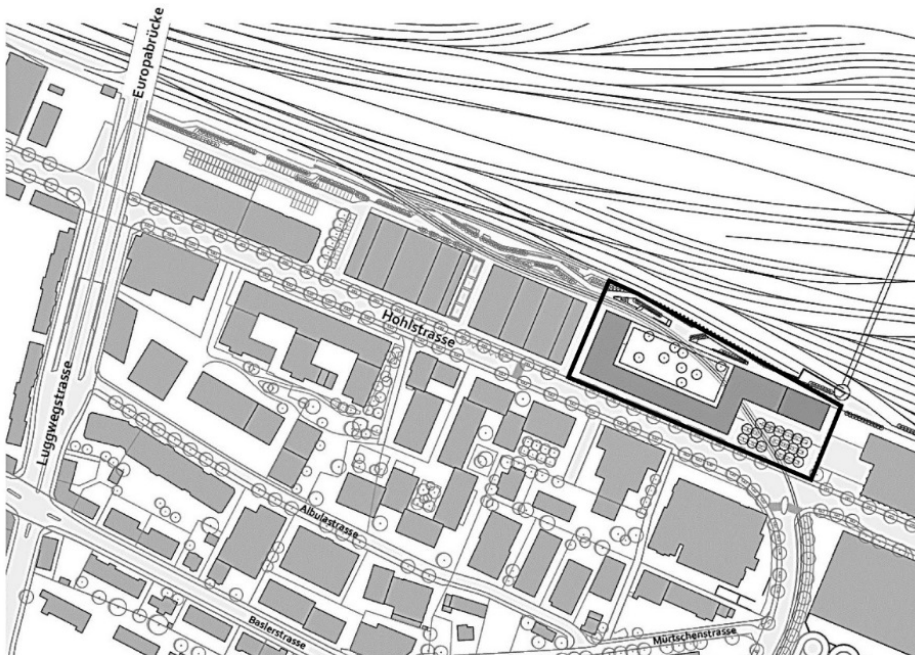 Europabrücke
Hohlstrasse
Luggwegstrasse
Albulastrasse
Baslerstrasse
Mürtschenstrasse